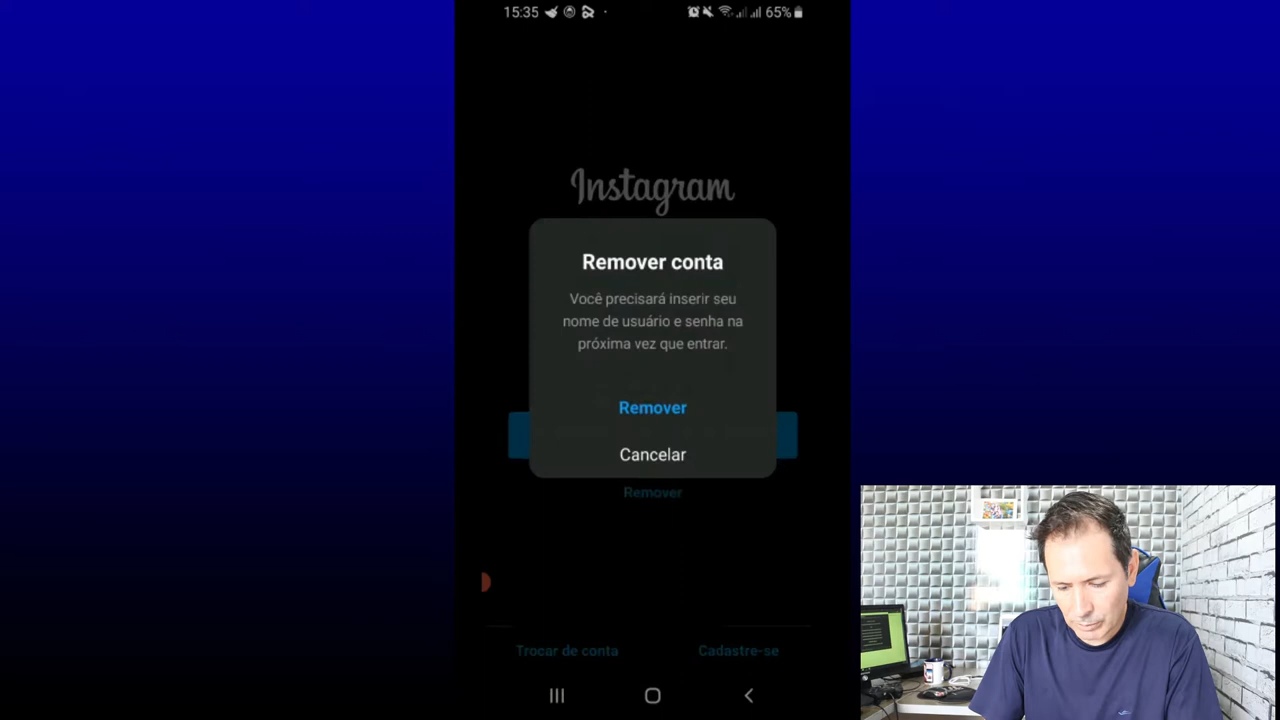 15:35
65%
Instagram
Remover conta
Você precisará inserir seu
nome de usuário e senha na
próxima vez que entrar.
Remover
Cancelar
Remover
Trocar de conta
Cadastre-se